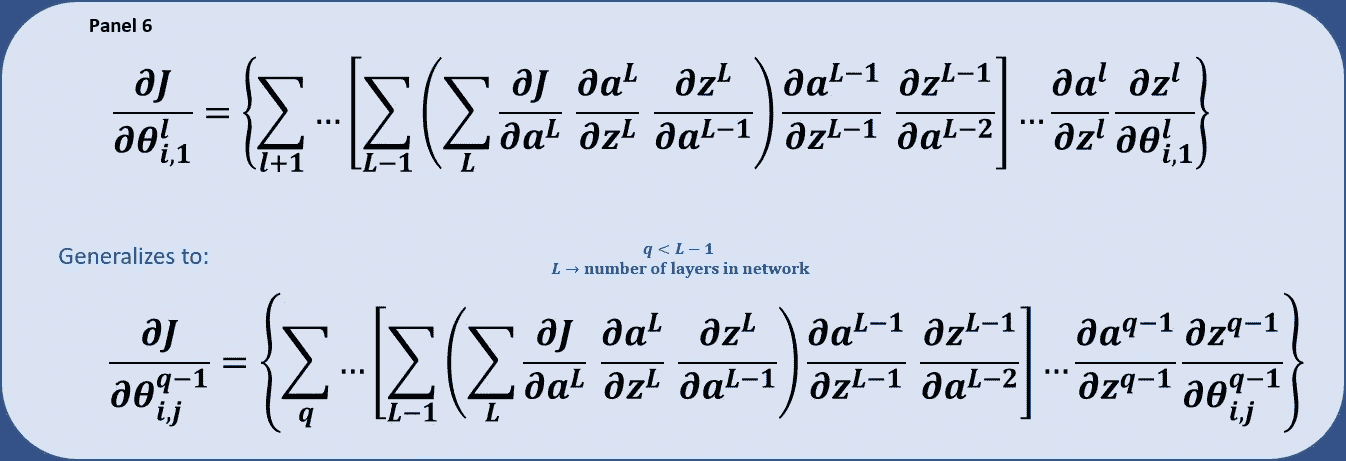 Panel 6
∂J/∂θ^l_{i,1} = {∑_{l+1} ... [∑_{L−1} (∑_L ∂J/∂a^L ∂a^L/∂z^L ∂z^L/∂a^{L−1}) ∂a^{L−1}/∂z^{L−1} ∂z^{L−1}/∂a^{L−2}] ... ∂a^l/∂z^l ∂z^l/∂θ^l_{i,1}}
Generalizes to:
q < L − 1
L → number of layers in network
∂J/∂θ^{q−1}_{i,j} = {∑_q ... [∑_{L−1} (∑_L ∂J/∂a^L ∂a^L/∂z^L ∂z^L/∂a^{L−1}) ∂a^{L−1}/∂z^{L−1} ∂z^{L−1}/∂a^{L−2}] ... ∂a^{q−1}/∂z^{q−1} ∂z^{q−1}/∂θ^{q−1}_{i,j}}